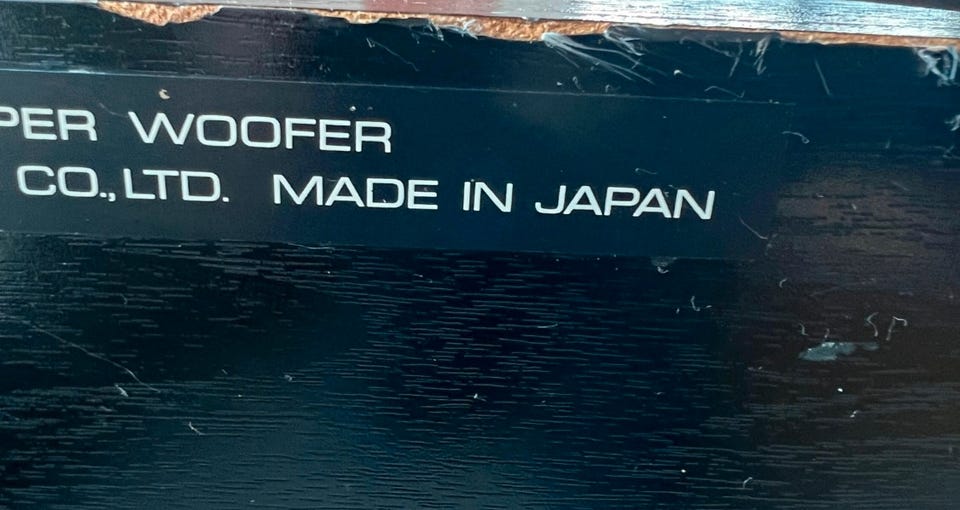 PER WOOFER
CO.,LTD. MADE IN JAPAN